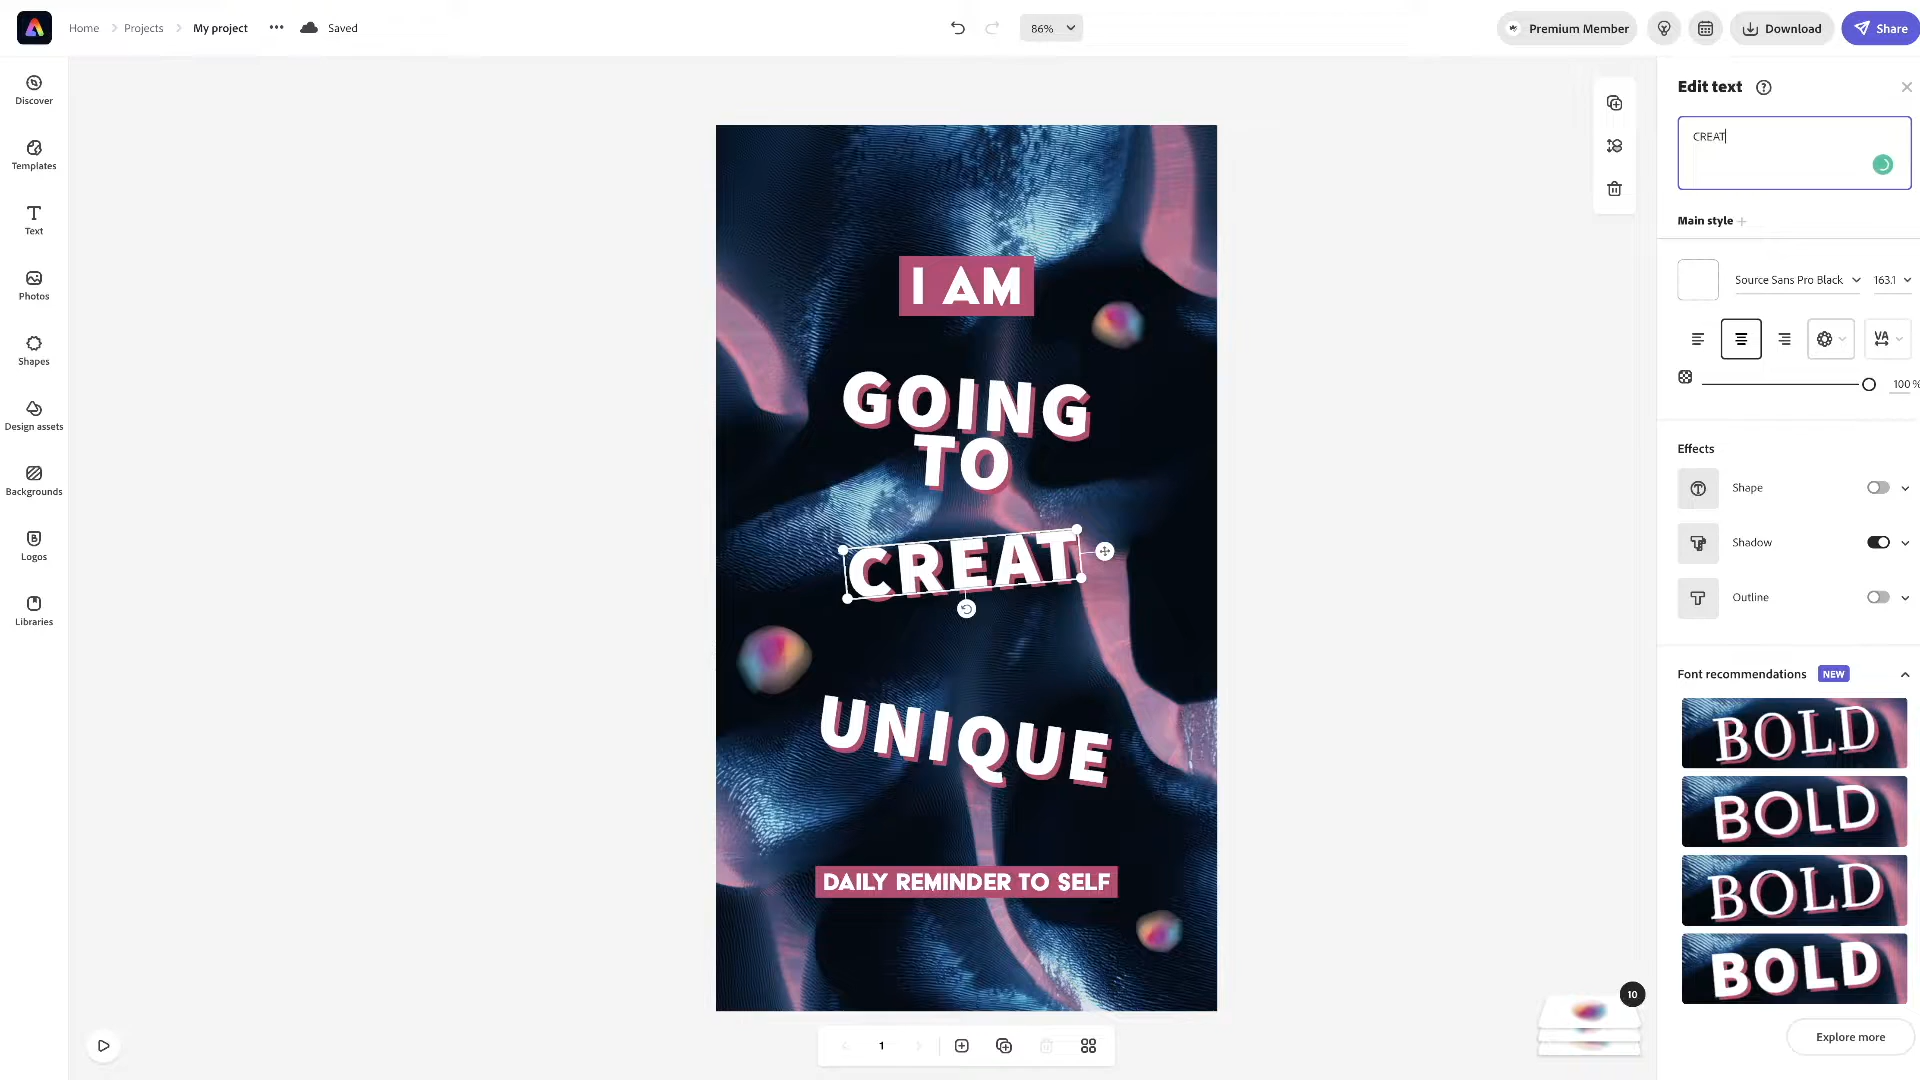 Home Projects My project ••• Saved 86% Premium Member Download Share
Discover
Templates
Text
Photos
Shapes
Design assets
Backgrounds
Logos
Libraries
I AM
GOING
TO
CREAT
UNIQUE
DAILY REMINDER TO SELF
1
10
Edit text ?
CREAT
Main style +
Source Sans Pro Black 163.1
VA
100 %
Effects
Shape
Shadow
Outline
Font recommendations NEW
BOLD
BOLD
BOLD
BOLD
Explore more